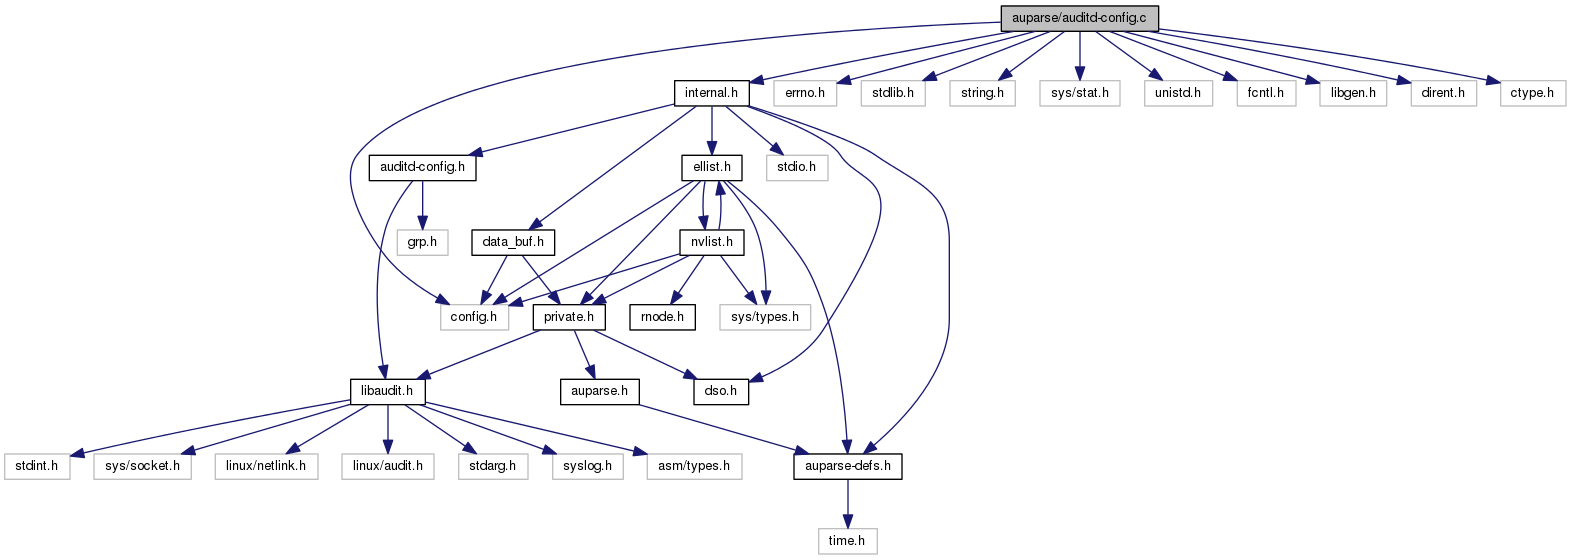 auparse/auditd-config.c
internal.h
errno.h
stdlib.h
string.h
sys/stat.h
unistd.h
fcntl.h
libgen.h
dirent.h
ctype.h
auditd-config.h
ellist.h
stdio.h
grp.h
data_buf.h
nvlist.h
config.h
private.h
rnode.h
sys/types.h
libaudit.h
auparse.h
dso.h
stdint.h
sys/socket.h
linux/netlink.h
linux/audit.h
stdarg.h
syslog.h
asm/types.h
auparse-defs.h
time.h